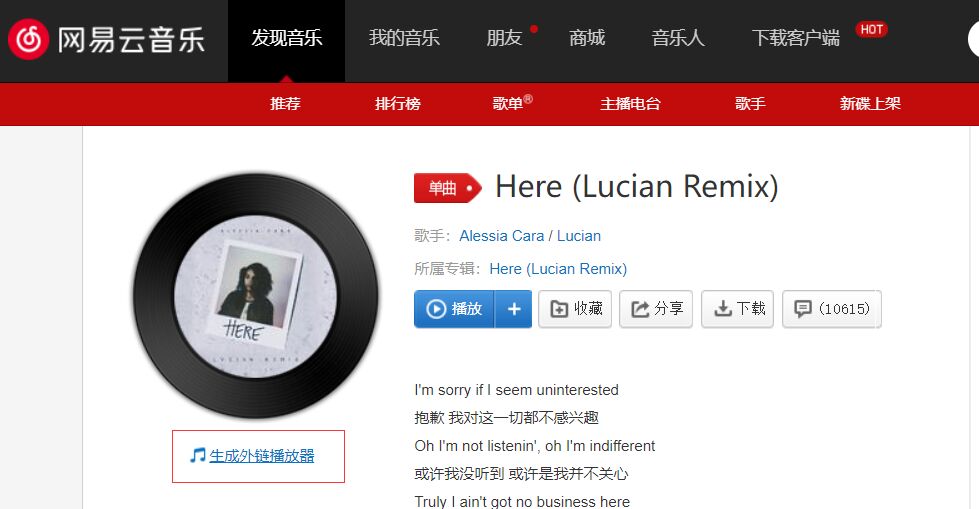 网易云音乐 发现音乐 我的音乐 朋友 商城 音乐人 下载客户端 HOT
推荐 排行榜 歌单® 主播电台 歌手 新碟上架
单曲 Here (Lucian Remix)
歌手：Alessia Cara / Lucian
所属专辑：Here (Lucian Remix)
播放 + 收藏 分享 下载 (10615)
ALESSIA CARA
HERE
LUCIAN REMIX
生成外链播放器
I'm sorry if I seem uninterested
抱歉 我对这一切都不感兴趣
Oh I'm not listenin', oh I'm indifferent
或许我没听到 或许是我并不关心
Truly I ain't got no business here